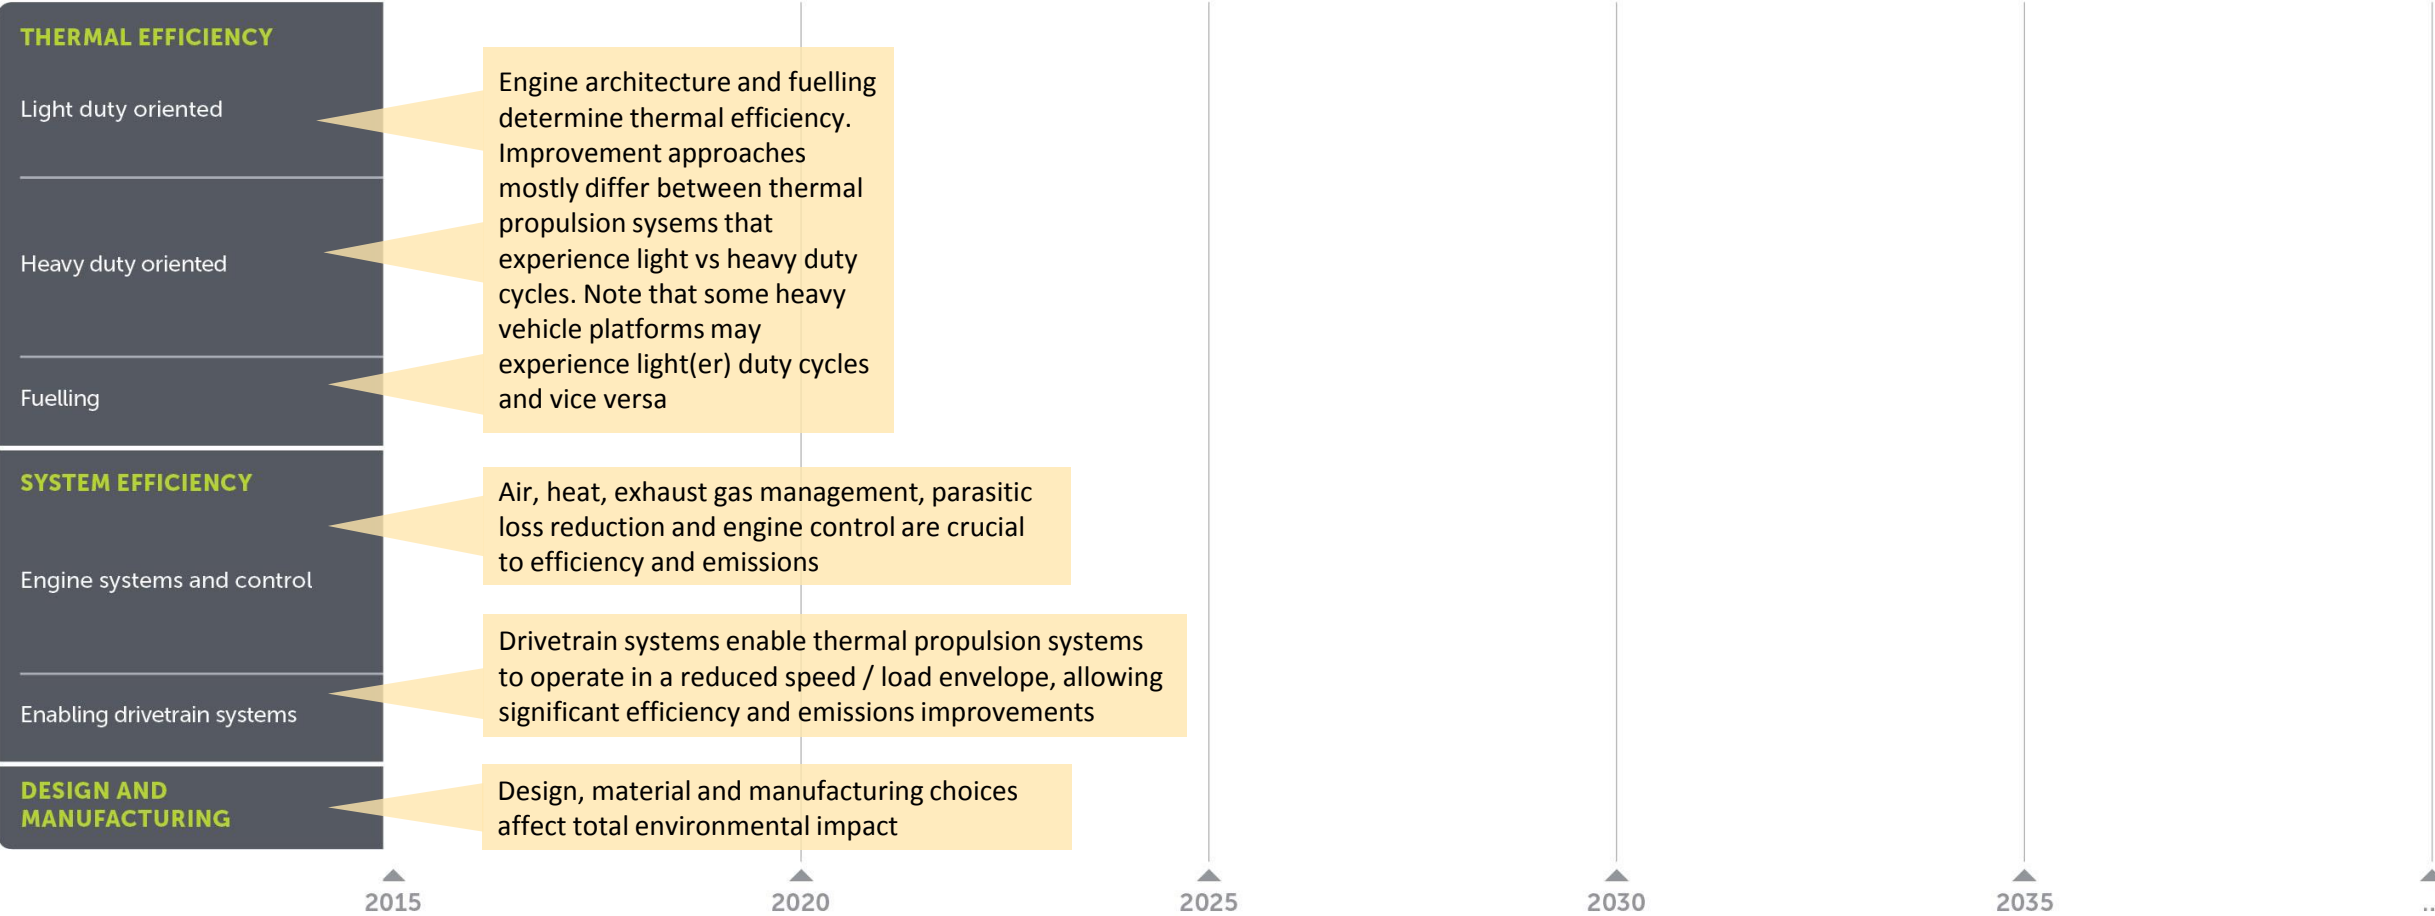 THERMAL EFFICIENCY
Light duty oriented
Heavy duty oriented
Fuelling
Engine architecture and fuelling
determine thermal efficiency.
Improvement approaches
mostly differ between thermal
propulsion sysems that
experience light vs heavy duty
cycles. Note that some heavy
vehicle platforms may
experience light(er) duty cycles
and vice versa
SYSTEM EFFICIENCY
Engine systems and control
Air, heat, exhaust gas management, parasitic
loss reduction and engine control are crucial
to efficiency and emissions
Enabling drivetrain systems
Drivetrain systems enable thermal propulsion systems
to operate in a reduced speed / load envelope, allowing
significant efficiency and emissions improvements
DESIGN AND
MANUFACTURING
Design, material and manufacturing choices
affect total environmental impact
2015 2020 2025 2030 2035